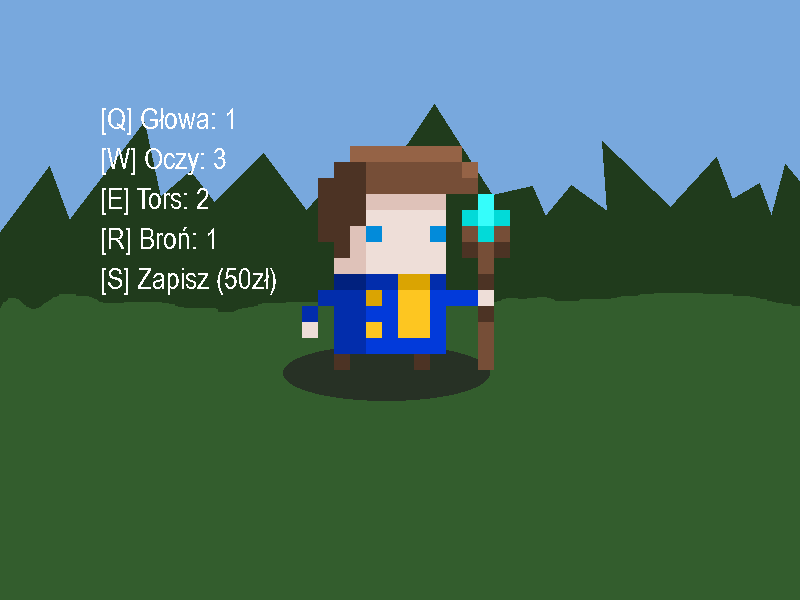 [Q] Głowa: 1
[W] Oczy: 3
[E] Tors: 2
[R] Broń: 1
[S] Zapisz (50zł)